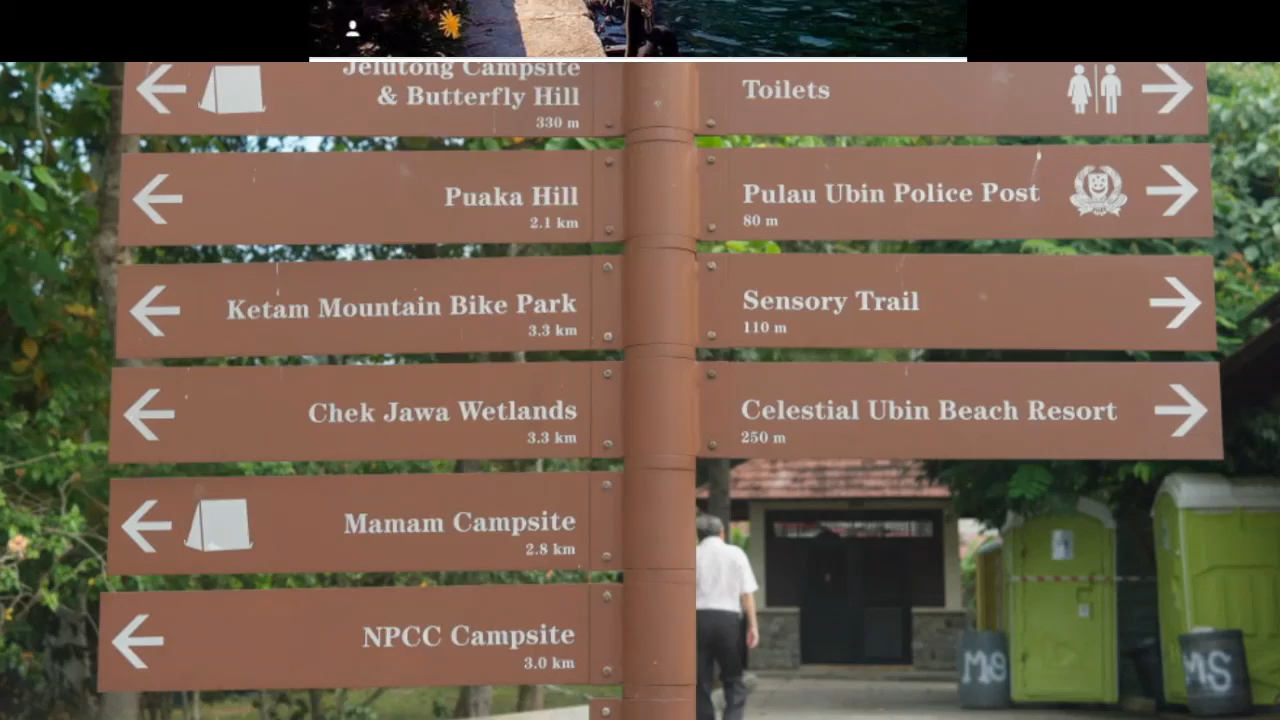 Jelutong Campsite
& Butterfly Hill
330 m
Puaka Hill
2.1 km
Ketam Mountain Bike Park
3.3 km
Chek Jawa Wetlands
3.3 km
Mamam Campsite
2.8 km
NPCC Campsite
3.0 km
Toilets
Pulau Ubin Police Post
80 m
Sensory Trail
110 m
Celestial Ubin Beach Resort
250 m
MS
MS